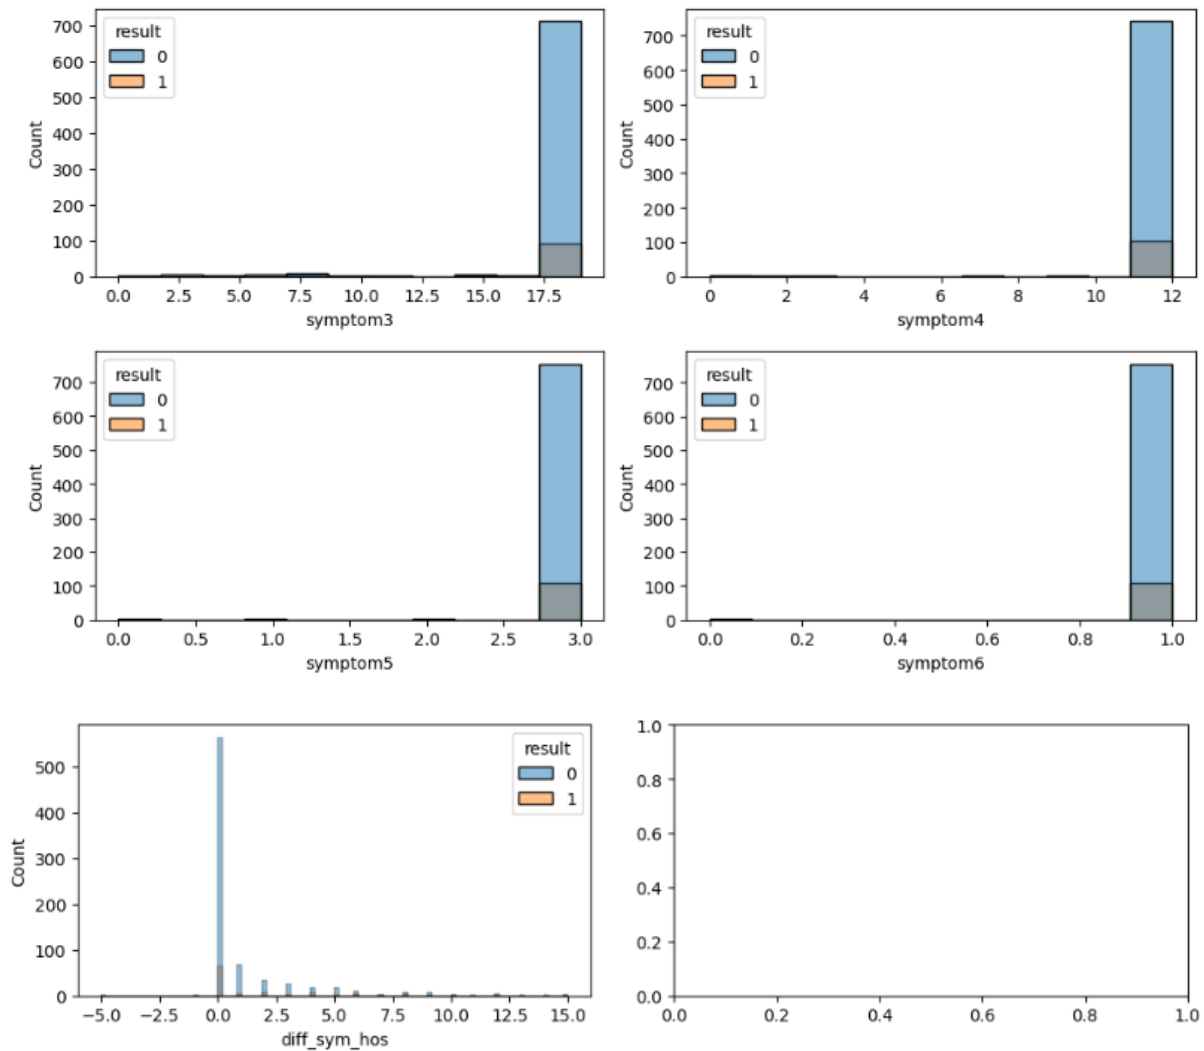 result
0
1
700
600
500
400
300
200
100
0
Count
0.0 2.5 5.0 7.5 10.0 12.5 15.0 17.5
symptom3
result
0
1
700
600
500
400
300
200
100
0
Count
0 2 4 6 8 10 12
symptom4
result
0
1
700
600
500
400
300
200
100
0
Count
0.0 0.5 1.0 1.5 2.0 2.5 3.0
symptom5
result
0
1
700
600
500
400
300
200
100
0
Count
0.0 0.2 0.4 0.6 0.8 1.0
symptom6
result
0
1
500
400
300
200
100
0
Count
−5.0 −2.5 0.0 2.5 5.0 7.5 10.0 12.5 15.0
diff_sym_hos
1.0
0.8
0.6
0.4
0.2
0.0
0.0 0.2 0.4 0.6 0.8 1.0